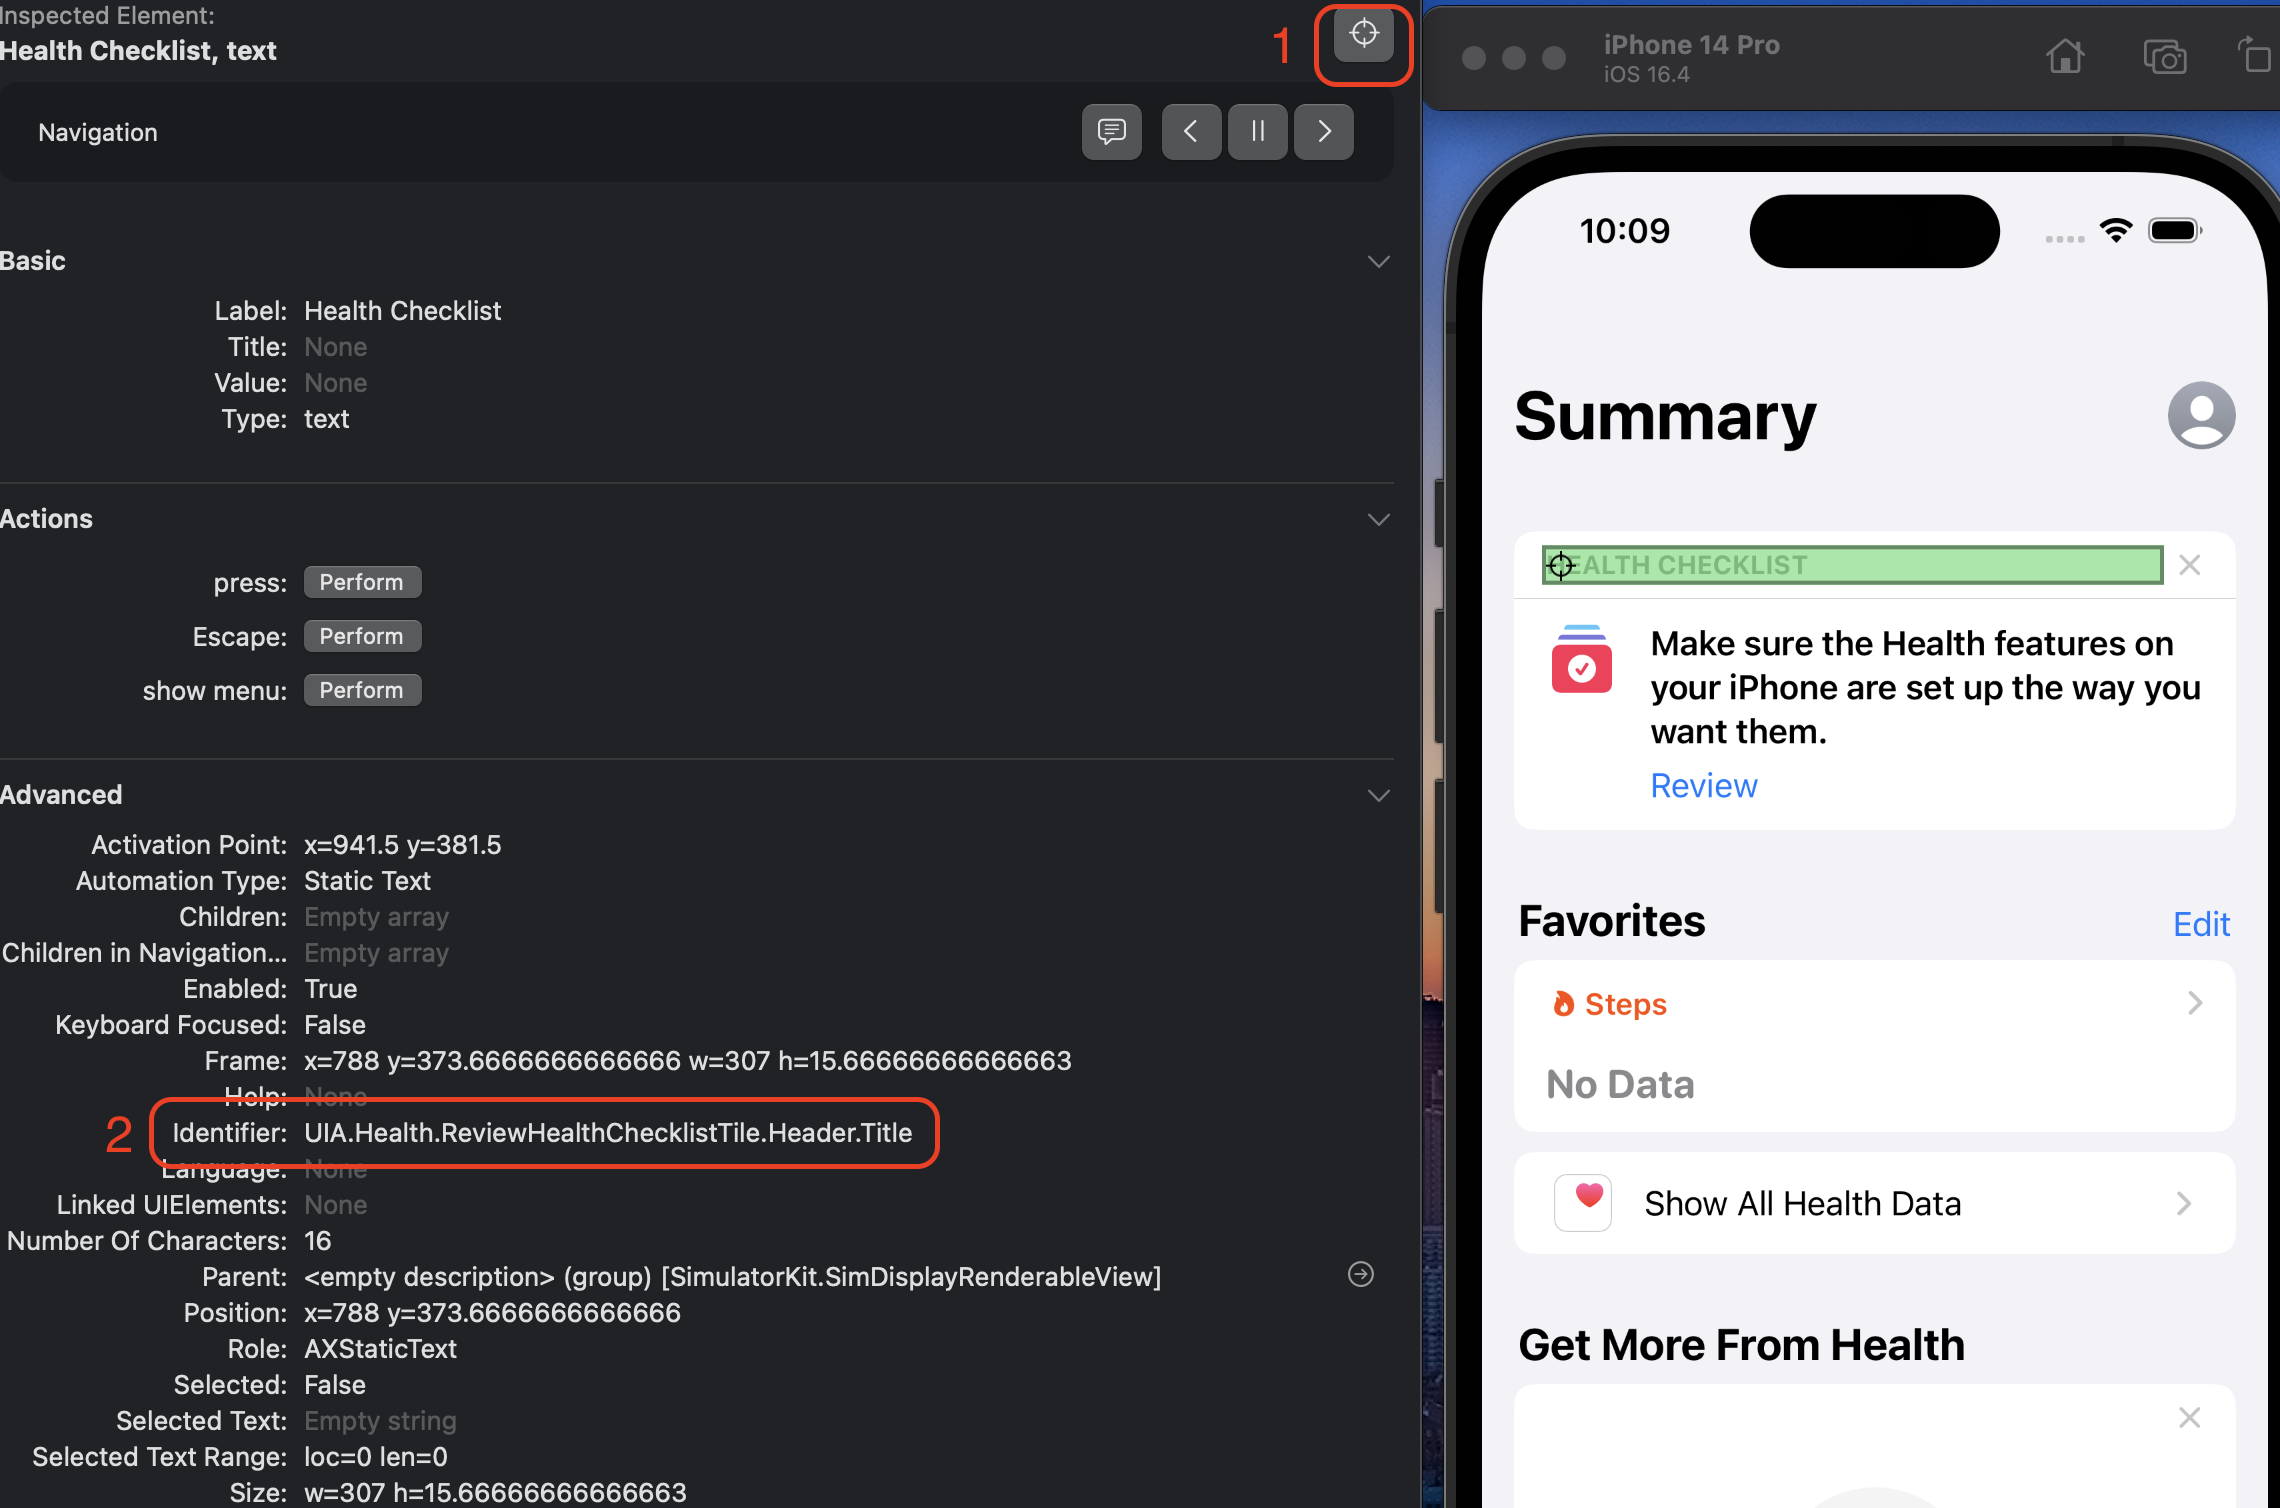 Inspected Element:
Health Checklist, text
1
Navigation
Basic
Label: Health Checklist
Title: None
Value: None
Type: text
Actions
press: Perform
Escape: Perform
show menu: Perform
Advanced
Activation Point: x=941.5 y=381.5
Automation Type: Static Text
Children: Empty array
Children in Navigation... Empty array
Enabled: True
Keyboard Focused: False
Frame: x=788 y=373.6666666666666 w=307 h=15.66666666666663
Help: None
2 Identifier: UIA.Health.ReviewHealthChecklistTile.Header.Title
Language: None
Linked UIElements: None
Number Of Characters: 16
Parent: <empty description> (group) [SimulatorKit.SimDisplayRenderableView]
Position: x=788 y=373.6666666666666
Role: AXStaticText
Selected: False
Selected Text: Empty string
Selected Text Range: loc=0 len=0
Size: w=307 h=15.66666666666663
iPhone 14 Pro
iOS 16.4
10:09
Summary
HEALTH CHECKLIST
Make sure the Health features on
your iPhone are set up the way you
want them.
Review
Favorites
Edit
Steps
No Data
Show All Health Data
Get More From Health